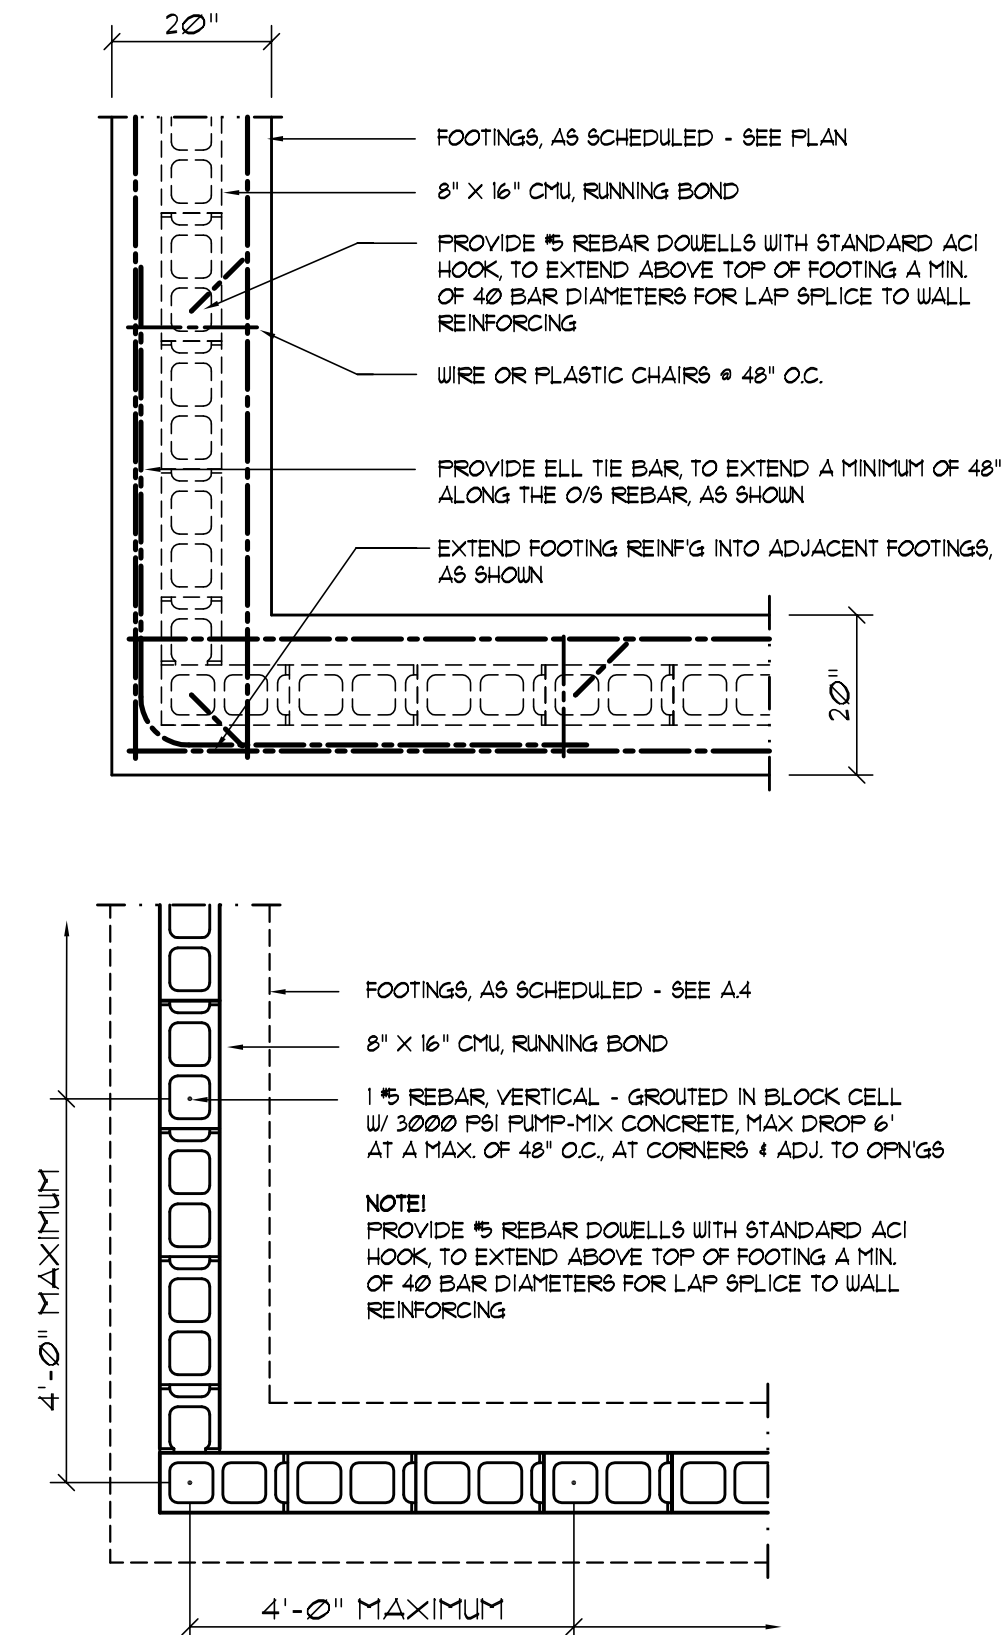 20"
FOOTINGS, AS SCHEDULED - SEE PLAN
8" X 16" CMU, RUNNING BOND
PROVIDE #5 REBAR DOWELLS WITH STANDARD ACI
HOOK, TO EXTEND ABOVE TOP OF FOOTING A MIN.
OF 40 BAR DIAMETERS FOR LAP SPLICE TO WALL
REINFORCING
WIRE OR PLASTIC CHAIRS @ 48" O.C.
PROVIDE ELL TIE BAR, TO EXTEND A MINIMUM OF 48"
ALONG THE O/S REBAR, AS SHOWN
EXTEND FOOTING REINF'G INTO ADJACENT FOOTINGS,
AS SHOWN
20"
FOOTINGS, AS SCHEDULED - SEE A.4
8" X 16" CMU, RUNNING BOND
1 #5 REBAR, VERTICAL - GROUTED IN BLOCK CELL
W/ 3000 PSI PUMP-MIX CONCRETE, MAX DROP 6'
AT A MAX. OF 48" O.C., AT CORNERS & ADJ. TO OPN'GS
NOTE!
PROVIDE #5 REBAR DOWELLS WITH STANDARD ACI
HOOK, TO EXTEND ABOVE TOP OF FOOTING A MIN.
OF 40 BAR DIAMETERS FOR LAP SPLICE TO WALL
REINFORCING
4'-0" MAXIMUM
4'-0" MAXIMUM